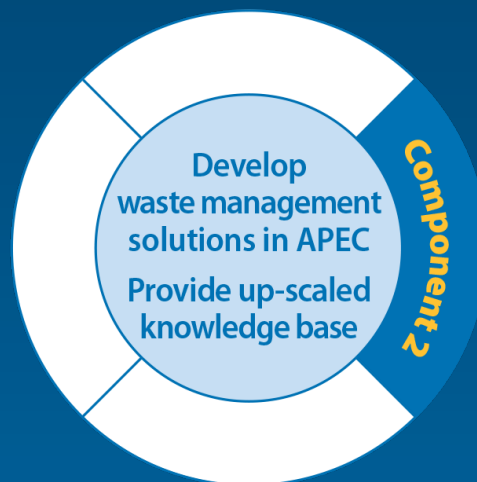 Develop
waste management
solutions in APEC
Provide up-scaled
knowledge base
Component 2